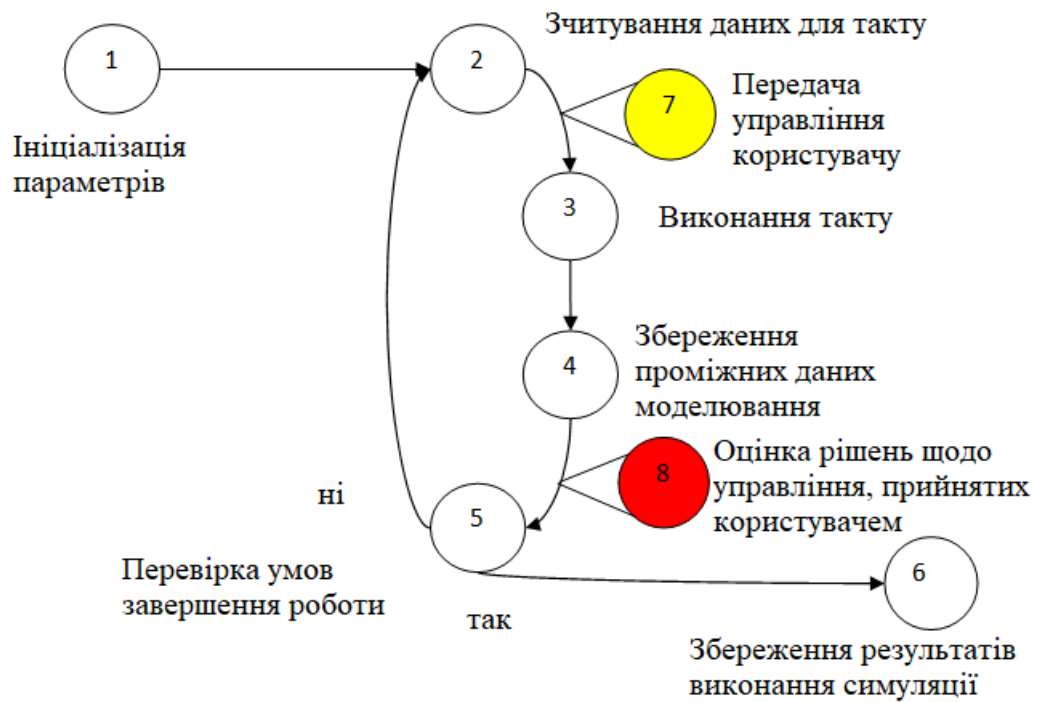 1
Ініціалізація
параметрів
2
Зчитування даних для такту
7
Передача
управління
користувачу
3
Виконання такту
4
Збереження
проміжних даних
моделювання
8
Оцінка рішень щодо
управління, прийнятих
користувачем
ні
5
Перевірка умов
завершення роботи
так
6
Збереження результатів
виконання симуляції